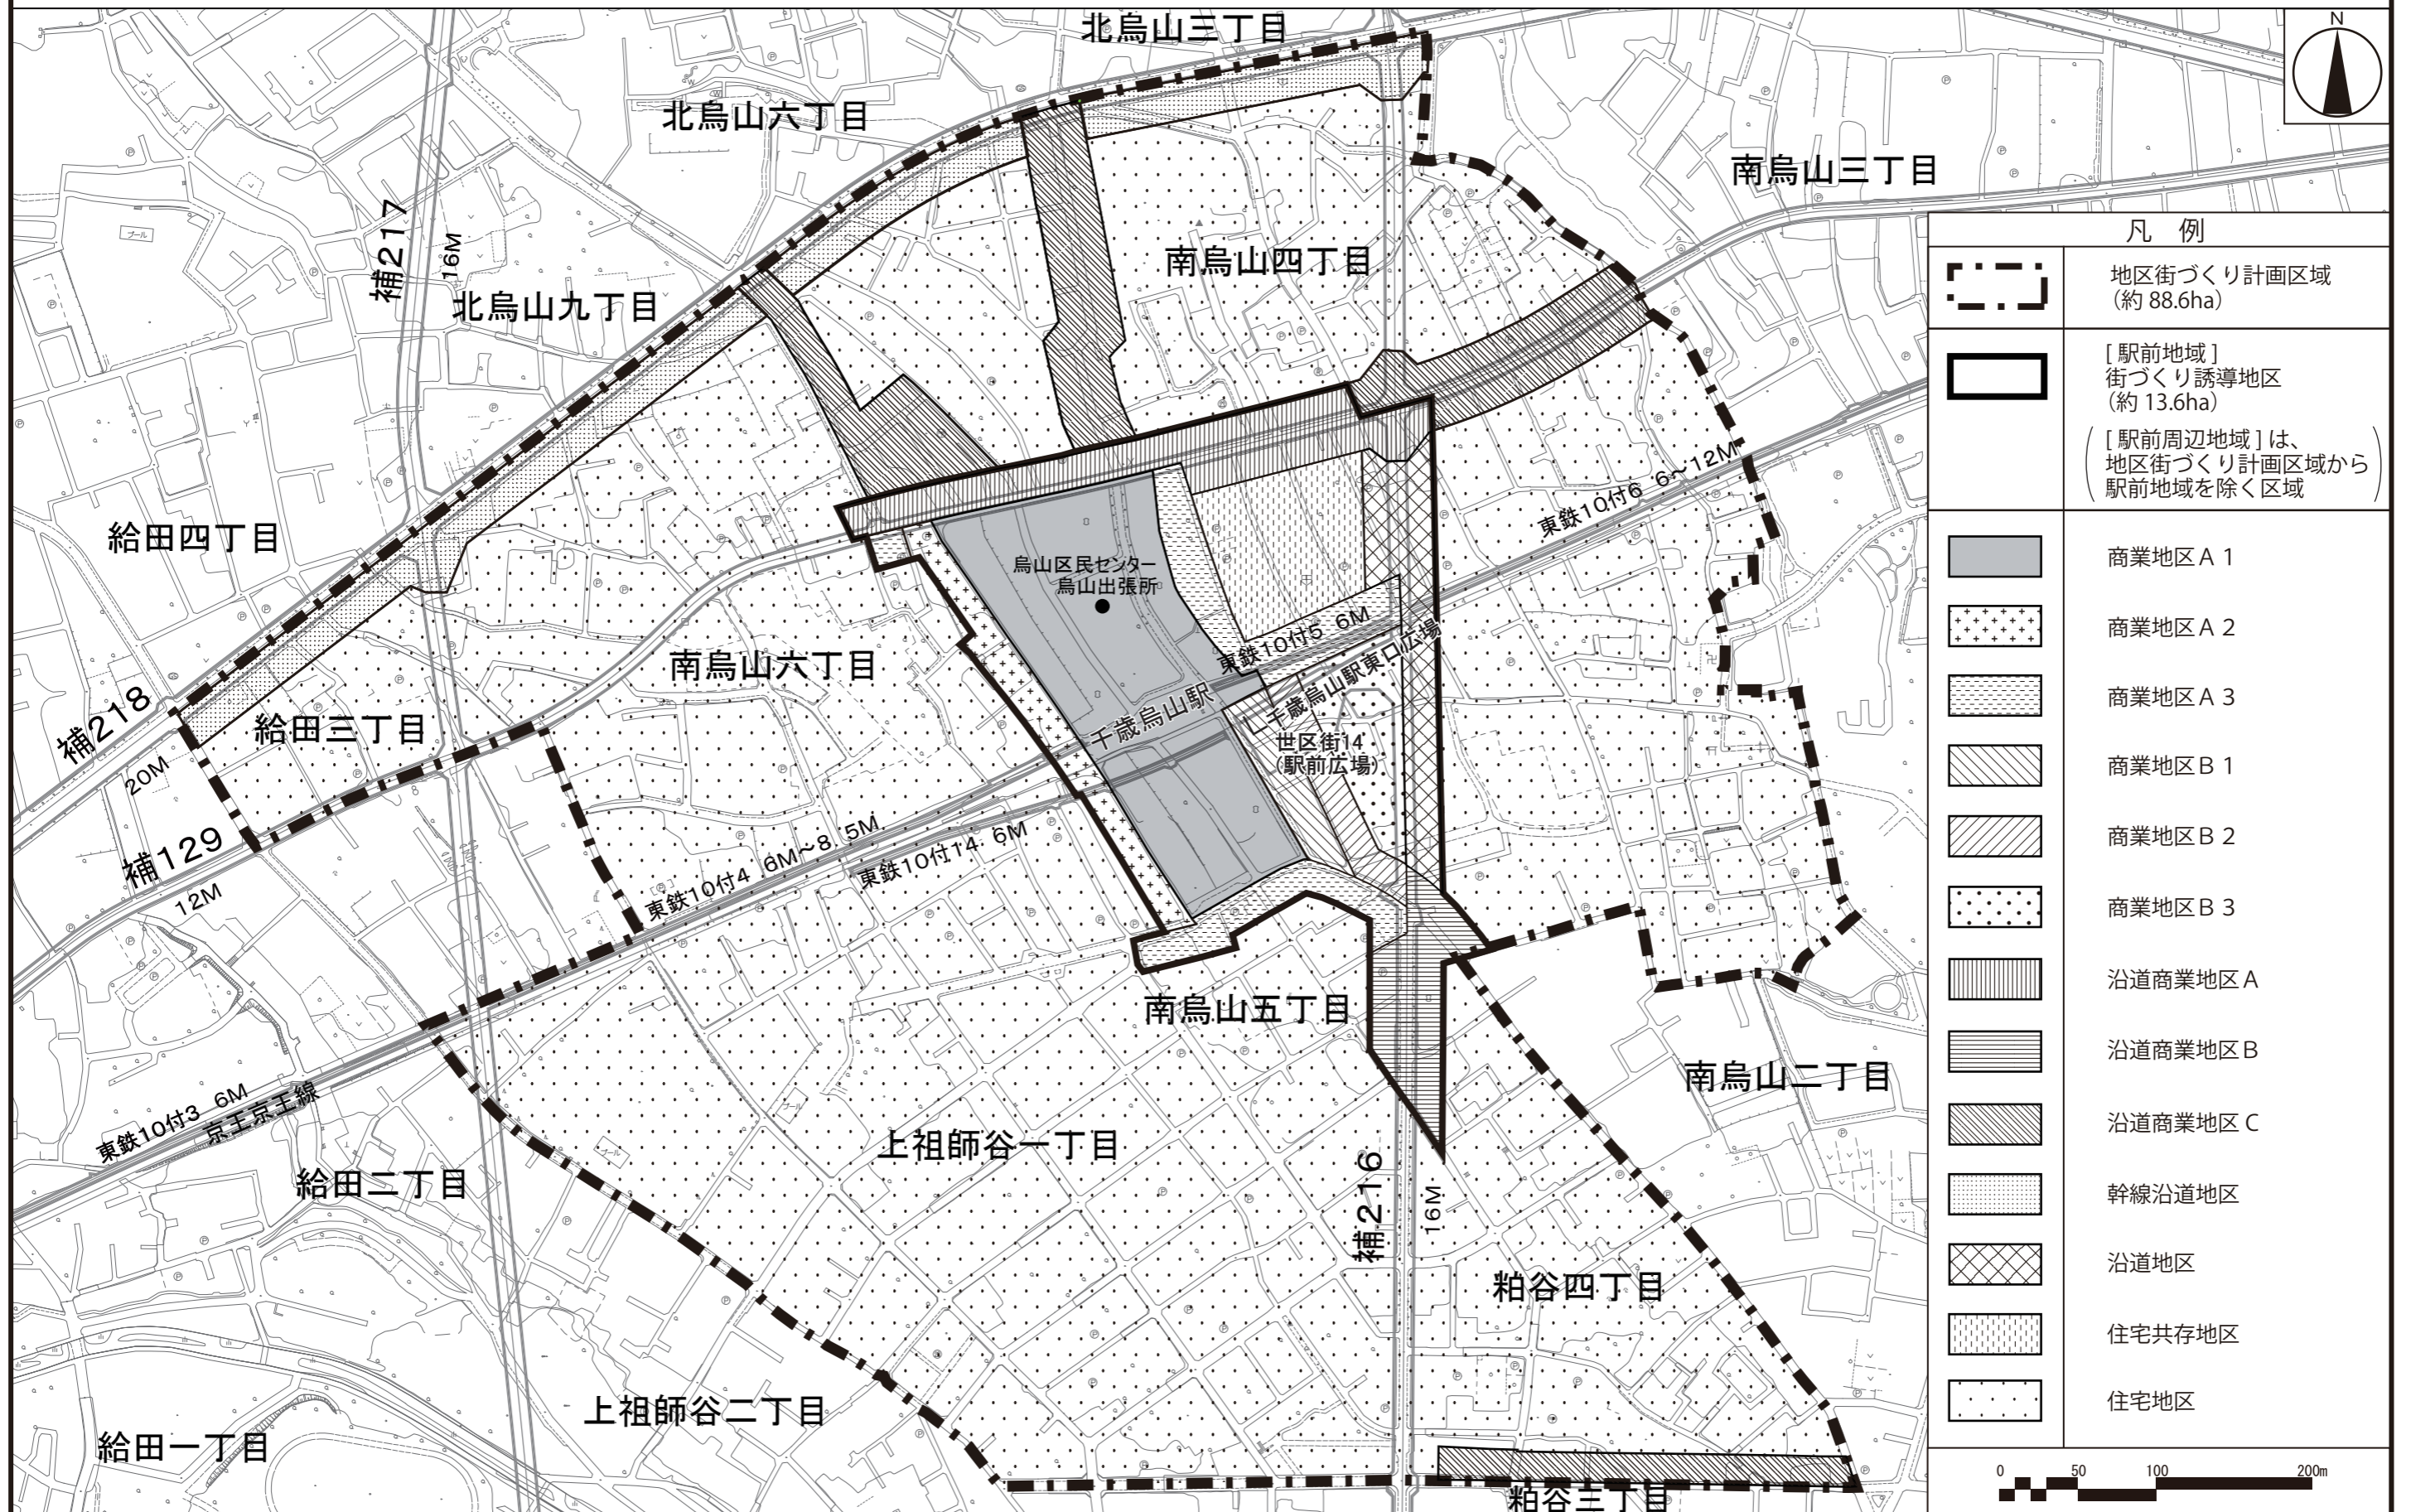 北烏山三丁目
N
北烏山六丁目
南烏山三丁目
補217
16M
北烏山九丁目
南烏山四丁目
プール
給田四丁目
東鉄10付6 6~12M
烏山区民センター
烏山出張所
南烏山六丁目
東鉄10付5 6M
千歳烏山駅東口広場
千歳烏山駅
世区街14
(駅前広場)
補218
20M
給田三丁目
補129
12M
東鉄10付4 6M~8.5M
東鉄10付14 6M
南烏山五丁目
南烏山二丁目
東鉄10付3 6M
京王京王線
給田二丁目
プール
プール
上祖師谷一丁目
補216
16M
粕谷四丁目
上祖師谷二丁目
給田一丁目
粕谷三丁目
凡 例
地区街づくり計画区域
(約 88.6ha)
[ 駅前地域 ]
街づくり誘導地区
(約 13.6ha)
[ 駅前周辺地域 ] は、
地区街づくり計画区域から
駅前地域を除く区域
商業地区A 1
商業地区A 2
商業地区A 3
商業地区B 1
商業地区B 2
商業地区B 3
沿道商業地区A
沿道商業地区B
沿道商業地区C
幹線沿道地区
沿道地区
住宅共存地区
住宅地区
0 50 100 200m